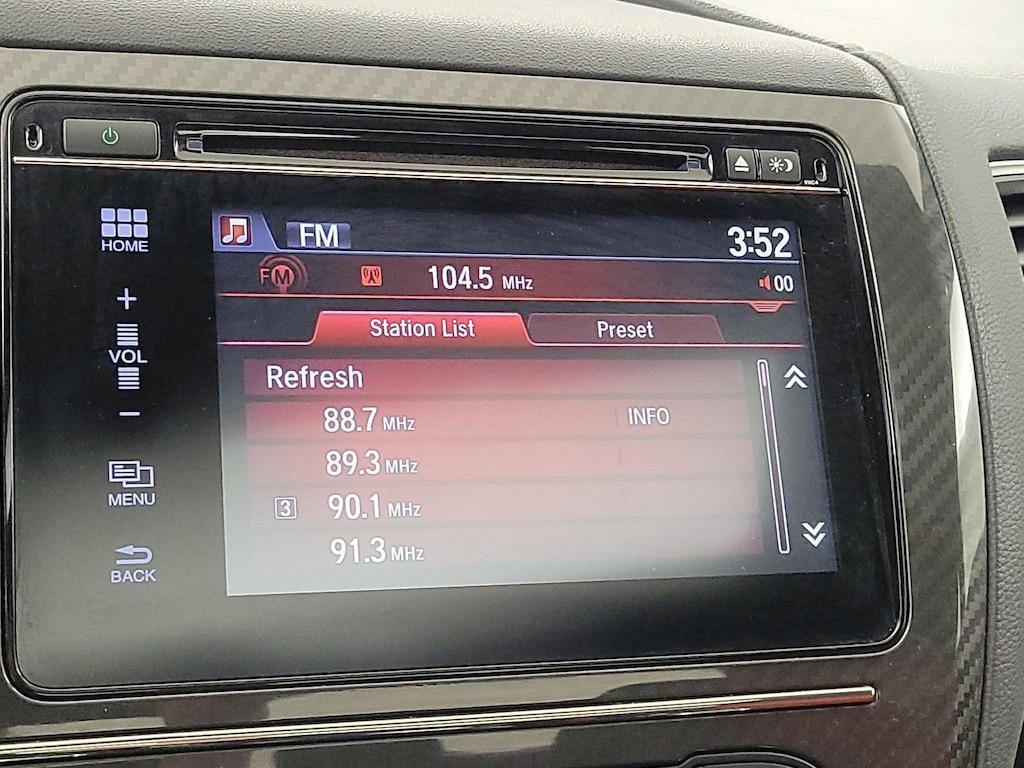 HOME
VOL
MENU
BACK
FM
3:52
FM
104.5 MHz
00
Station List
Preset
Refresh
88.7 MHz
INFO
89.3 MHz
3
90.1 MHz
91.3 MHz